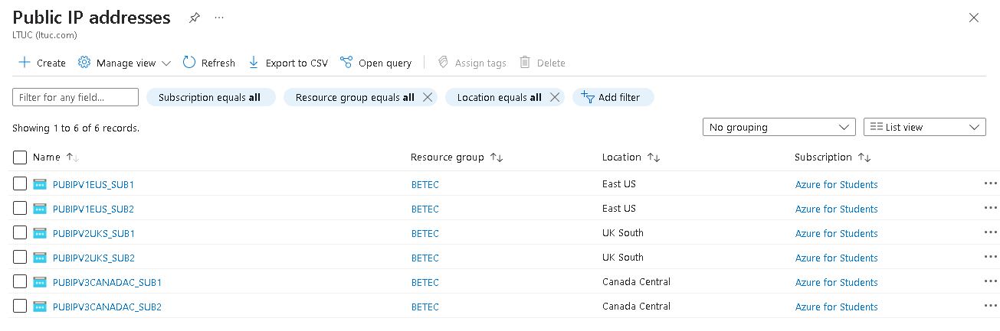 Public IP addresses ...
LTUC (ltuc.com)
Create Manage view Refresh Export to CSV Open query Assign tags Delete
Filter for any field... Subscription equals all Resource group equals all Location equals all Add filter
Showing 1 to 6 of 6 records. No grouping List view
Name Resource group Location Subscription
PUBIPV1EUS_SUB1 BETEC East US Azure for Students ...
PUBIPV1EUS_SUB2 BETEC East US Azure for Students ...
PUBIPV2UKS_SUB1 BETEC UK South Azure for Students ...
PUBIPV2UKS_SUB2 BETEC UK South Azure for Students ...
PUBIPV3CANADAC_SUB1 BETEC Canada Central Azure for Students ...
PUBIPV3CANADAC_SUB2 BETEC Canada Central Azure for Students ...